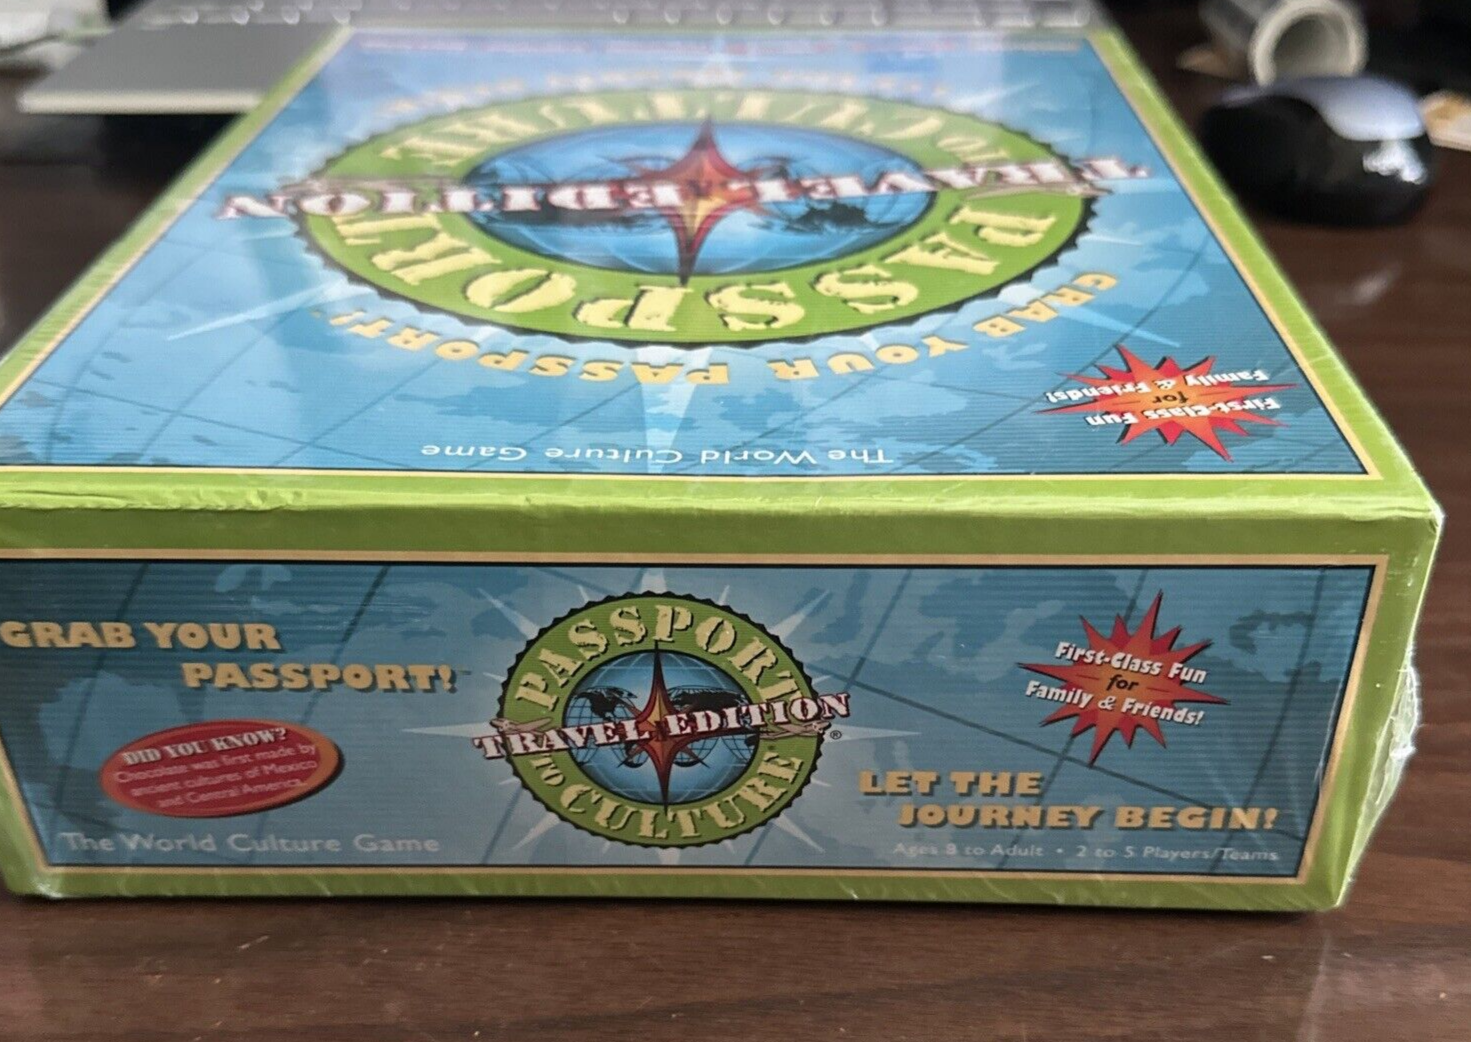 PASSPORT
TO CULTURE
TRAVEL EDITION
GRAB YOUR PASSPORT!
First-Class Fun
for
Family & Friends!
The World Culture Game
GRAB YOUR
PASSPORT!™
DID YOU KNOW?
Chocolate was first made by
ancient cultures of Mexico
and Central America.
The World Culture Game
PASSPORT
TRAVEL EDITION®
TO CULTURE
First-Class Fun
for
Family & Friends!
LET THE
JOURNEY BEGIN!
Ages 8 to Adult • 2 to 5 Players/Teams